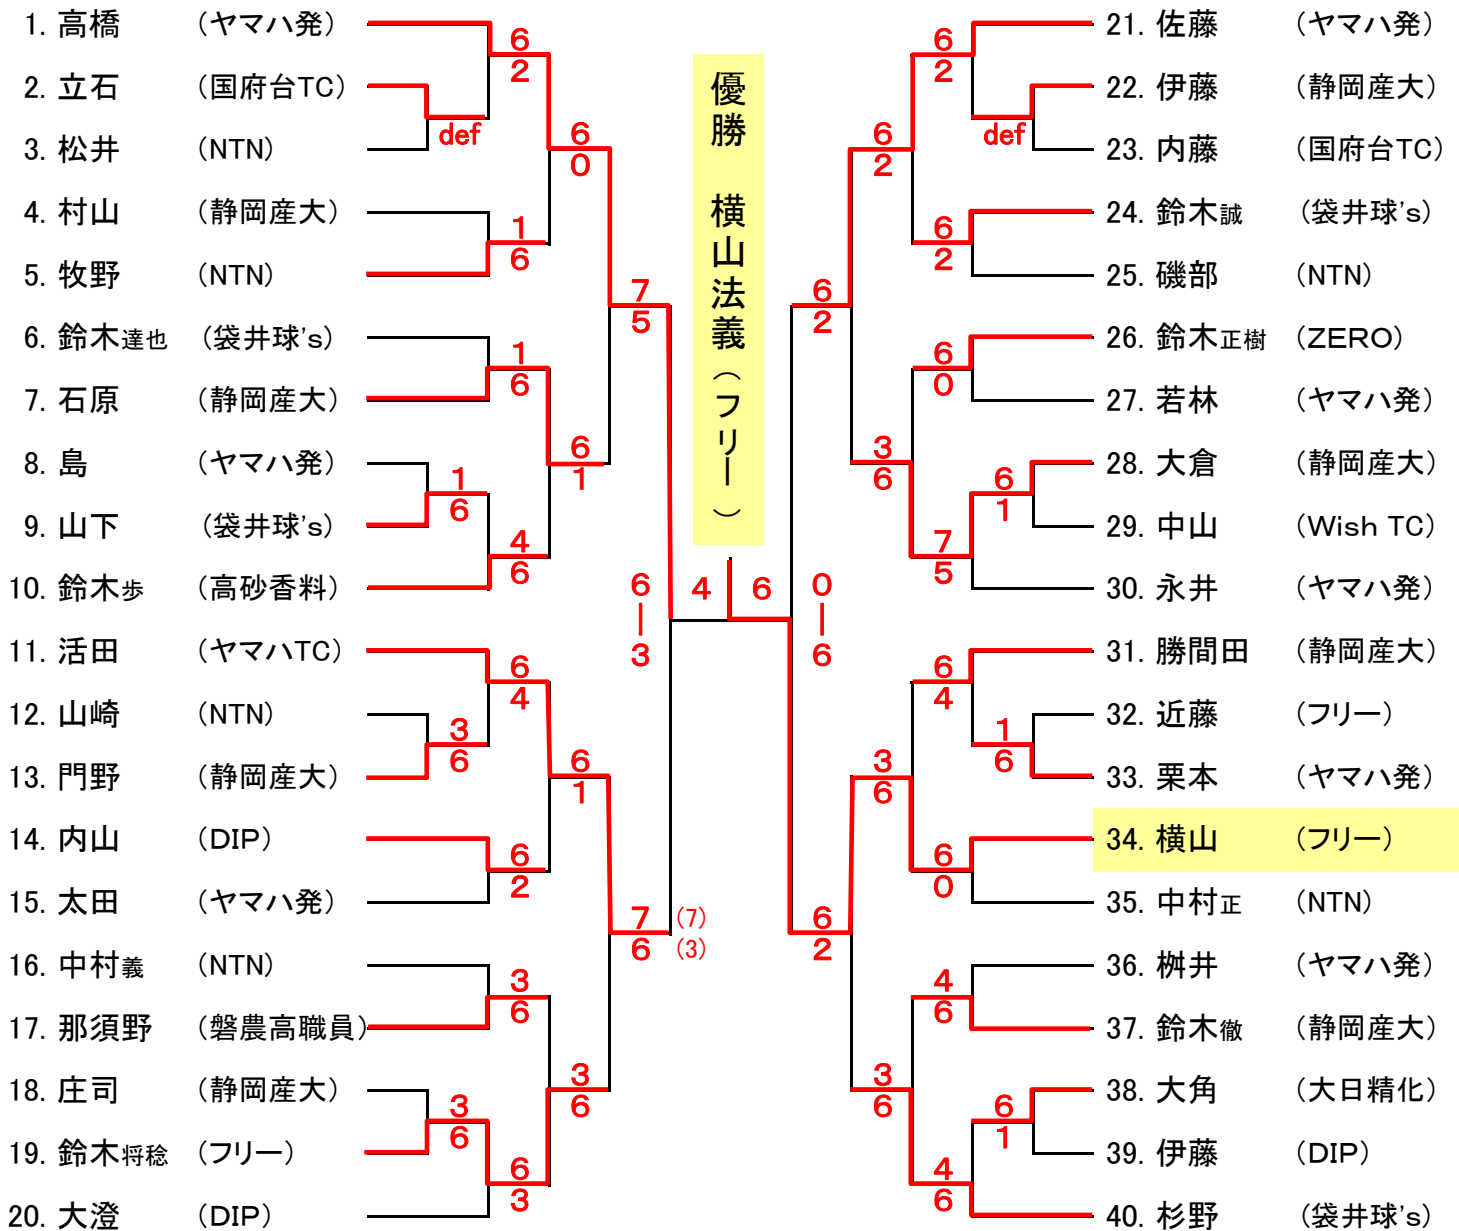 1. 高橋 (ヤマハ発)
2. 立石 (国府台TC)
3. 松井 (NTN)
4. 村山 (静岡産大)
5. 牧野 (NTN)
6. 鈴木達也 (袋井球's)
7. 石原 (静岡産大)
8. 島 (ヤマハ発)
9. 山下 (袋井球's)
10. 鈴木歩 (高砂香料)
11. 活田 (ヤマハTC)
12. 山崎 (NTN)
13. 門野 (静岡産大)
14. 内山 (DIP)
15. 太田 (ヤマハ発)
16. 中村義 (NTN)
17. 那須野 (磐農高職員)
18. 庄司 (静岡産大)
19. 鈴木将稔 (フリー)
20. 大澄 (DIP)
6
2
def
6
0
1
6
7
5
1
6
6
1
1
6
4
6
6
4
3
6
6
1
6
2
7 (7)
6 (3)
3
6
3
6
3
6
6
3
6-3
4
優勝 横山法義(フリー)
6
0-6
6
2
def
6
2
6
2
6
2
6
0
3
6
6
1
7
5
6
4
1
6
3
6
6
0
6
2
4
6
3
6
6
1
4
6
21. 佐藤 (ヤマハ発)
22. 伊藤 (静岡産大)
23. 内藤 (国府台TC)
24. 鈴木誠 (袋井球's)
25. 磯部 (NTN)
26. 鈴木正樹 (ZERO)
27. 若林 (ヤマハ発)
28. 大倉 (静岡産大)
29. 中山 (Wish TC)
30. 永井 (ヤマハ発)
31. 勝間田 (静岡産大)
32. 近藤 (フリー)
33. 栗本 (ヤマハ発)
34. 横山 (フリー)
35. 中村正 (NTN)
36. 桝井 (ヤマハ発)
37. 鈴木徹 (静岡産大)
38. 大角 (大日精化)
39. 伊藤 (DIP)
40. 杉野 (袋井球's)